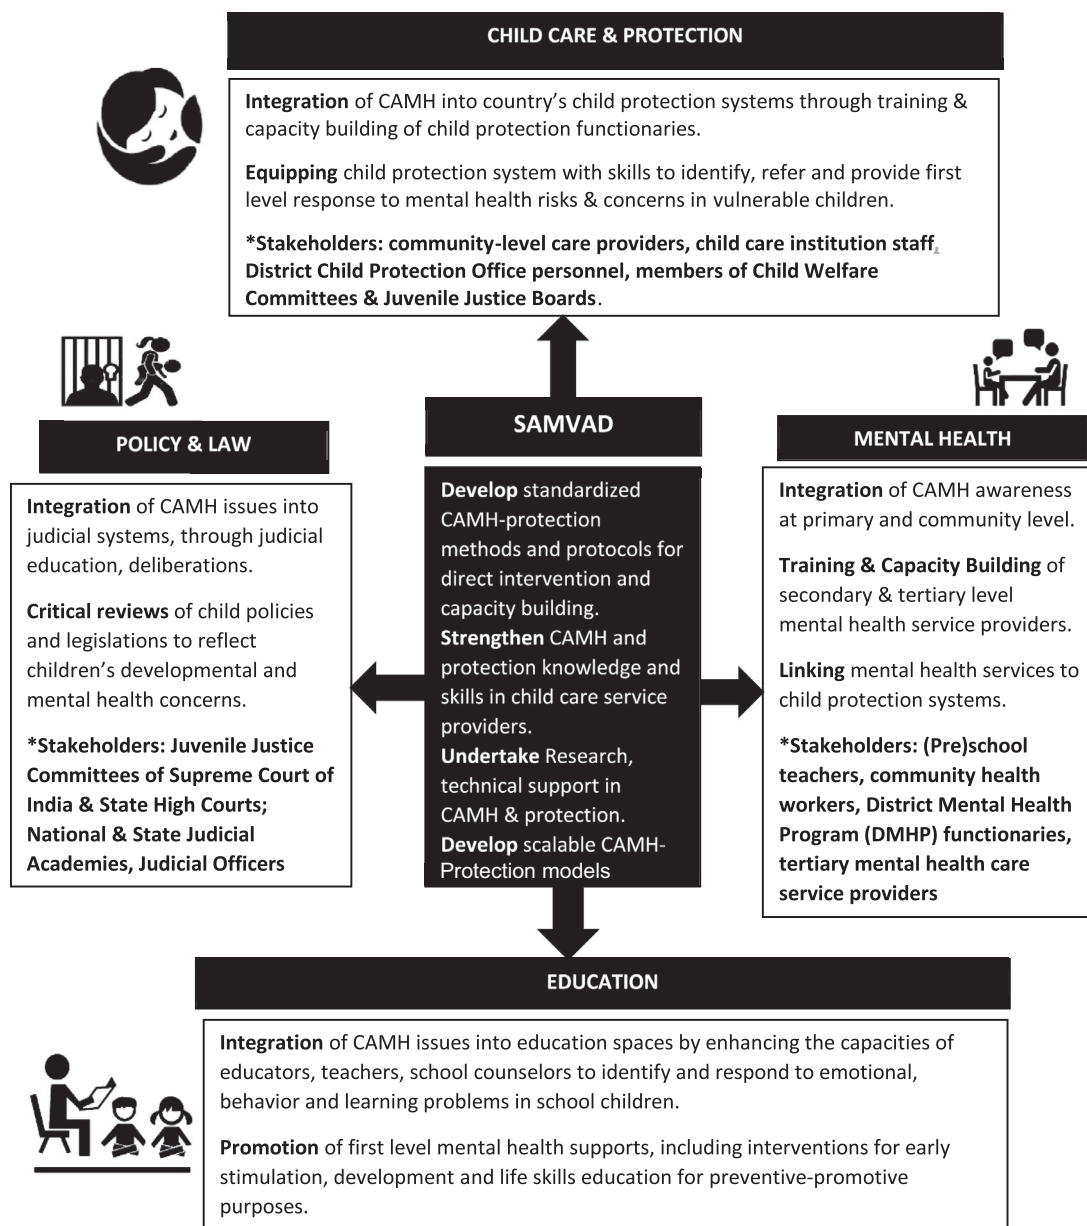 CHILD CARE & PROTECTION
Integration of CAMH into country's child protection systems through training &
capacity building of child protection functionaries.
Equipping child protection system with skills to identify, refer and provide first
level response to mental health risks & concerns in vulnerable children.
*Stakeholders: community-level care providers, child care institution staff,
District Child Protection Office personnel, members of Child Welfare
Committees & Juvenile Justice Boards.
POLICY & LAW
Integration of CAMH issues into
judicial systems, through judicial
education, deliberations.
Critical reviews of child policies
and legislations to reflect
children's developmental and
mental health concerns.
*Stakeholders: Juvenile Justice
Committees of Supreme Court of
India & State High Courts;
National & State Judicial
Academies, Judicial Officers
SAMVAD
Develop standardized
CAMH-protection
methods and protocols for
direct intervention and
capacity building.
Strengthen CAMH and
protection knowledge and
skills in child care service
providers.
Undertake Research,
technical support in
CAMH & protection.
Develop scalable CAMH-
Protection models
MENTAL HEALTH
Integration of CAMH awareness
at primary and community level.
Training & Capacity Building of
secondary & tertiary level
mental health service providers.
Linking mental health services to
child protection systems.
*Stakeholders: (Pre)school
teachers, community health
workers, District Mental Health
Program (DMHP) functionaries,
tertiary mental health care
service providers
EDUCATION
Integration of CAMH issues into education spaces by enhancing the capacities of
educators, teachers, school counselors to identify and respond to emotional,
behavior and learning problems in school children.
Promotion of first level mental health supports, including interventions for early
stimulation, development and life skills education for preventive-promotive
purposes.